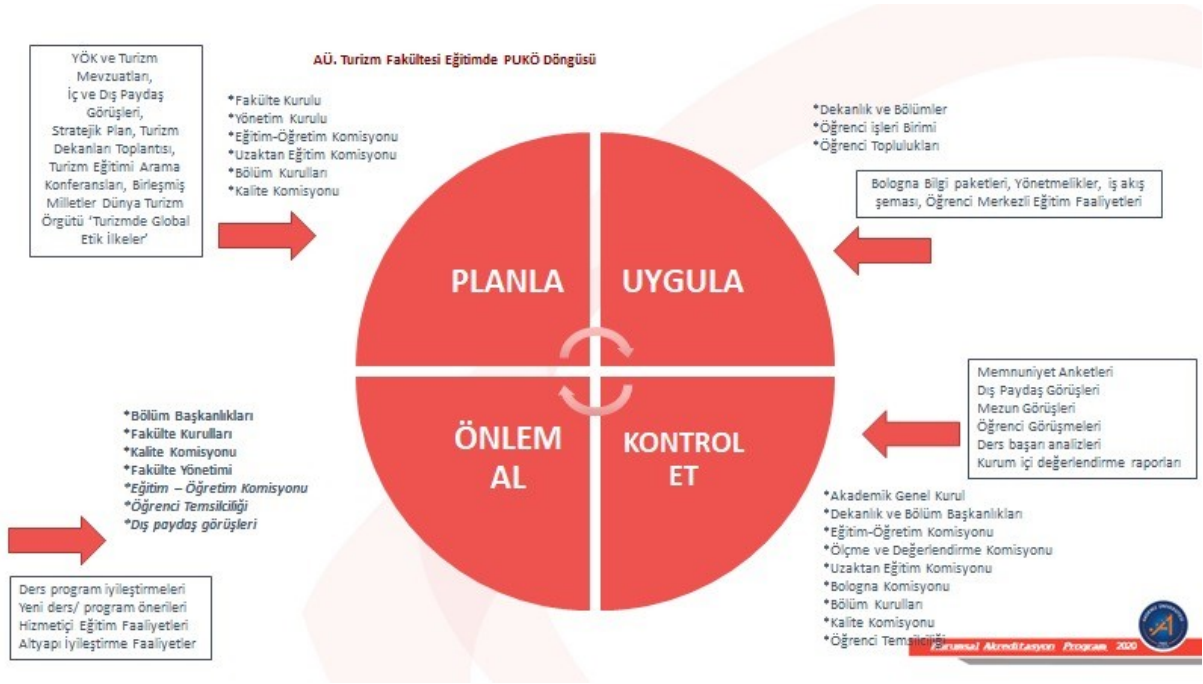 AÜ. Turizm Fakültesi Eğitimde PUKÖ Döngüsü
YÖK ve Turizm
Mevzuatları,
İç ve Dış Paydaş
Görüşleri,
Stratejik Plan, Turizm
Dekanları Toplantısı,
Turizm Eğitimi Arama
Konferansları, Birleşmiş
Milletler Dünya Turizm
Örgütü ‘Turizmde Global
Etik İlkeler’
*Fakülte Kurulu
*Yönetim Kurulu
*Eğitim-Öğretim Komisyonu
*Uzaktan Eğitim Komisyonu
*Bölüm Kurulları
*Kalite Komisyonu
*Dekanlık ve Bölümler
*Öğrenci işleri Birimi
*Öğrenci Toplulukları
Bologna Bilgi paketleri, Yönetmelikler, iş akış
şeması, Öğrenci Merkezli Eğitim Faaliyetleri
PLANLA
UYGULA
ÖNLEM
AL
KONTROL
ET
Memnuniyet Anketleri
Dış Paydaş Görüşleri
Mezun Görüşleri
Öğrenci Görüşmeleri
Ders başarı analizleri
Kurum içi değerlendirme raporları
*Akademik Genel Kurul
*Dekanlık ve Bölüm Başkanlıkları
*Eğitim-Öğretim Komisyonu
*Ölçme ve Değerlendirme Komisyonu
*Uzaktan Eğitim Komisyonu
*Bologna Komisyonu
*Bölüm Kurulları
*Kalite Komisyonu
*Öğrenci Temsilciliği
*Bölüm Başkanlıkları
*Fakülte Kurulları
*Kalite Komisyonu
*Fakülte Yönetimi
*Eğitim – Öğretim Komisyonu
*Öğrenci Temsilciliği
*Dış paydaş görüşleri
Ders program iyileştirmeleri
Yeni ders/ program önerileri
Hizmetiçi Eğitim Faaliyetleri
Altyapı İyileştirme Faaliyetler
Kurumsal Akreditasyon Program 2020